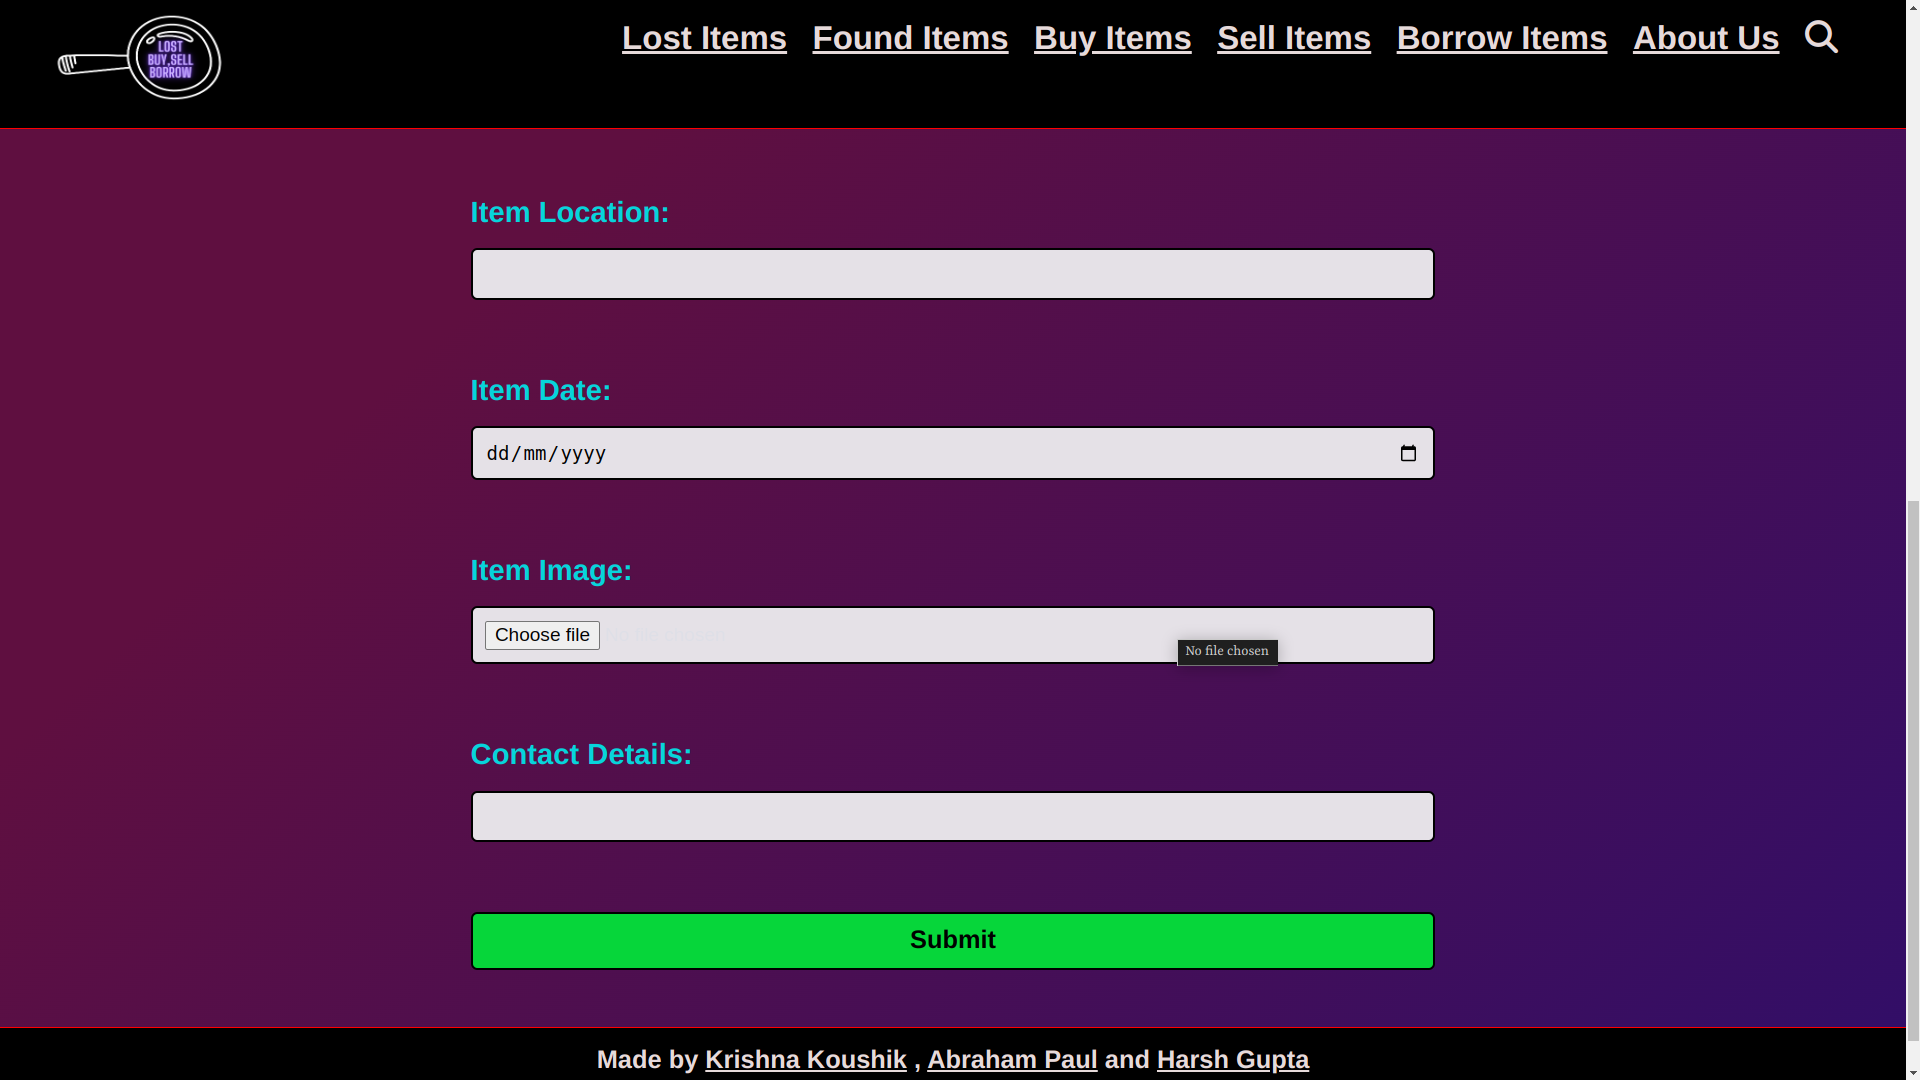 LOST
BUY,SELL
BORROW
Lost Items Found Items Buy Items Sell Items Borrow Items About Us
Item Location:
Item Date:
dd/mm/yyyy
Item Image:
Choose file No file chosen
No file chosen
Contact Details:
Submit
Made by Krishna Koushik , Abraham Paul and Harsh Gupta